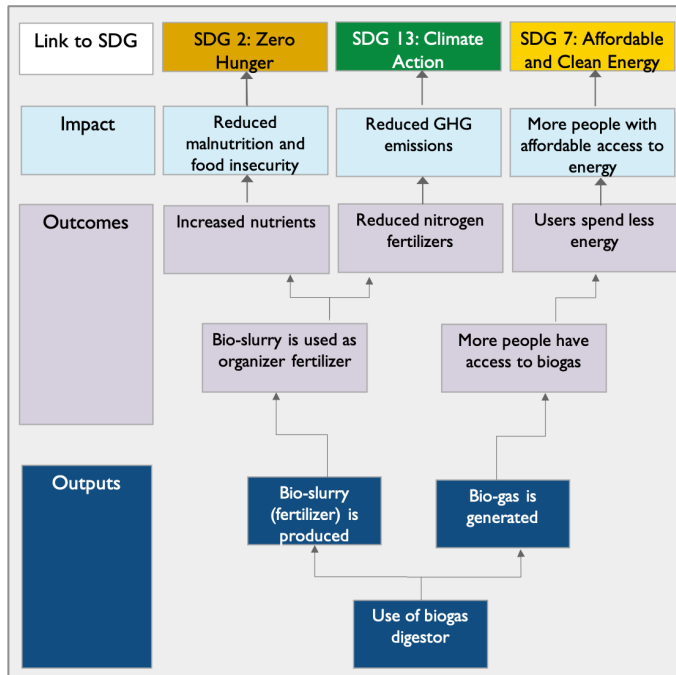 Link to SDG
SDG 2: Zero
Hunger
SDG 13: Climate
Action
SDG 7: Affordable
and Clean Energy
Impact
Reduced
malnutrition and
food insecurity
Reduced GHG
emissions
More people with
affordable access to
energy
Outcomes
Increased nutrients
Reduced nitrogen
fertilizers
Users spend less
energy
Bio-slurry is used as
organizer fertilizer
More people have
access to biogas
Outputs
Bio-slurry
(fertilizer) is
produced
Bio-gas is
generated
Use of biogas
digestor